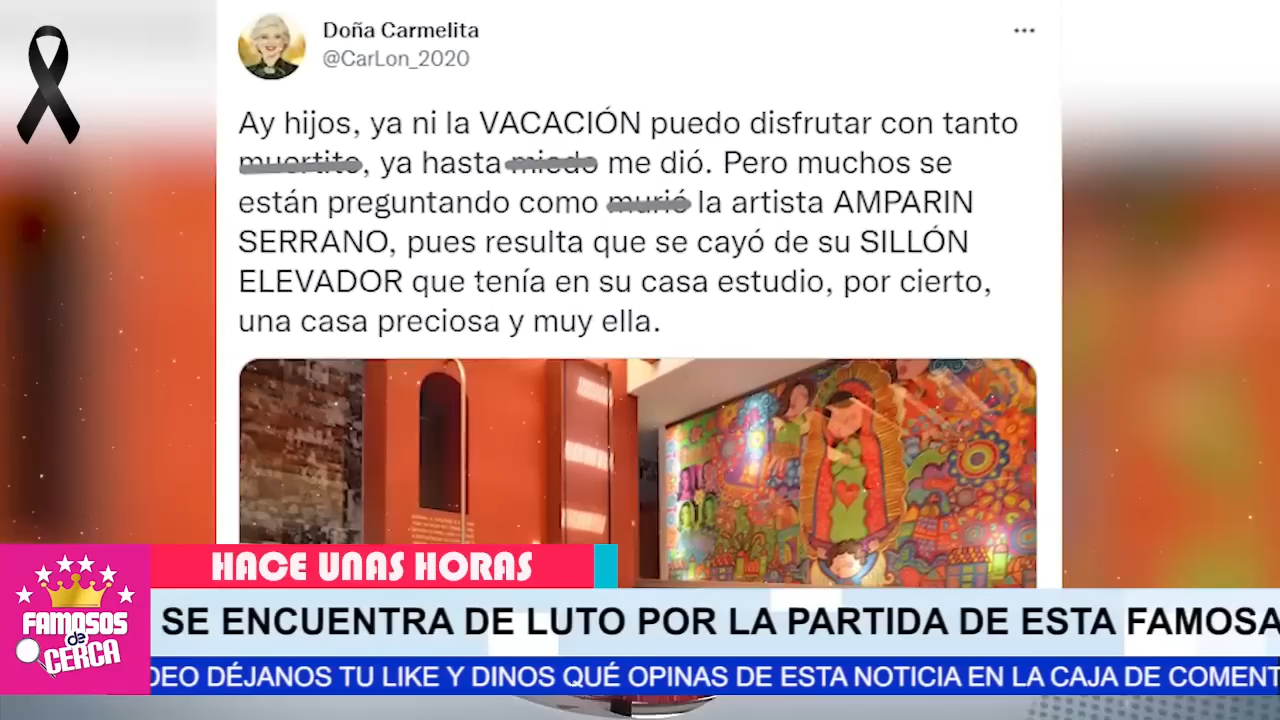 Doña Carmelita
@CarLon_2020
Ay hijos, ya ni la VACACIÓN puedo disfrutar con tanto
muertito, ya hasta miedo me dió. Pero muchos se
están preguntando como murió la artista AMPARIN
SERRANO, pues resulta que se cayó de su SILLÓN
ELEVADOR que tenía en su casa estudio, por cierto,
una casa preciosa y muy ella.
HACE UNAS HORAS
FAMOSOS
de
CERCA
SE ENCUENTRA DE LUTO POR LA PARTIDA DE ESTA FAMOSA
DEO DÉJANOS TU LIKE Y DINOS QUÉ OPINAS DE ESTA NOTICIA EN LA CAJA DE COMENT